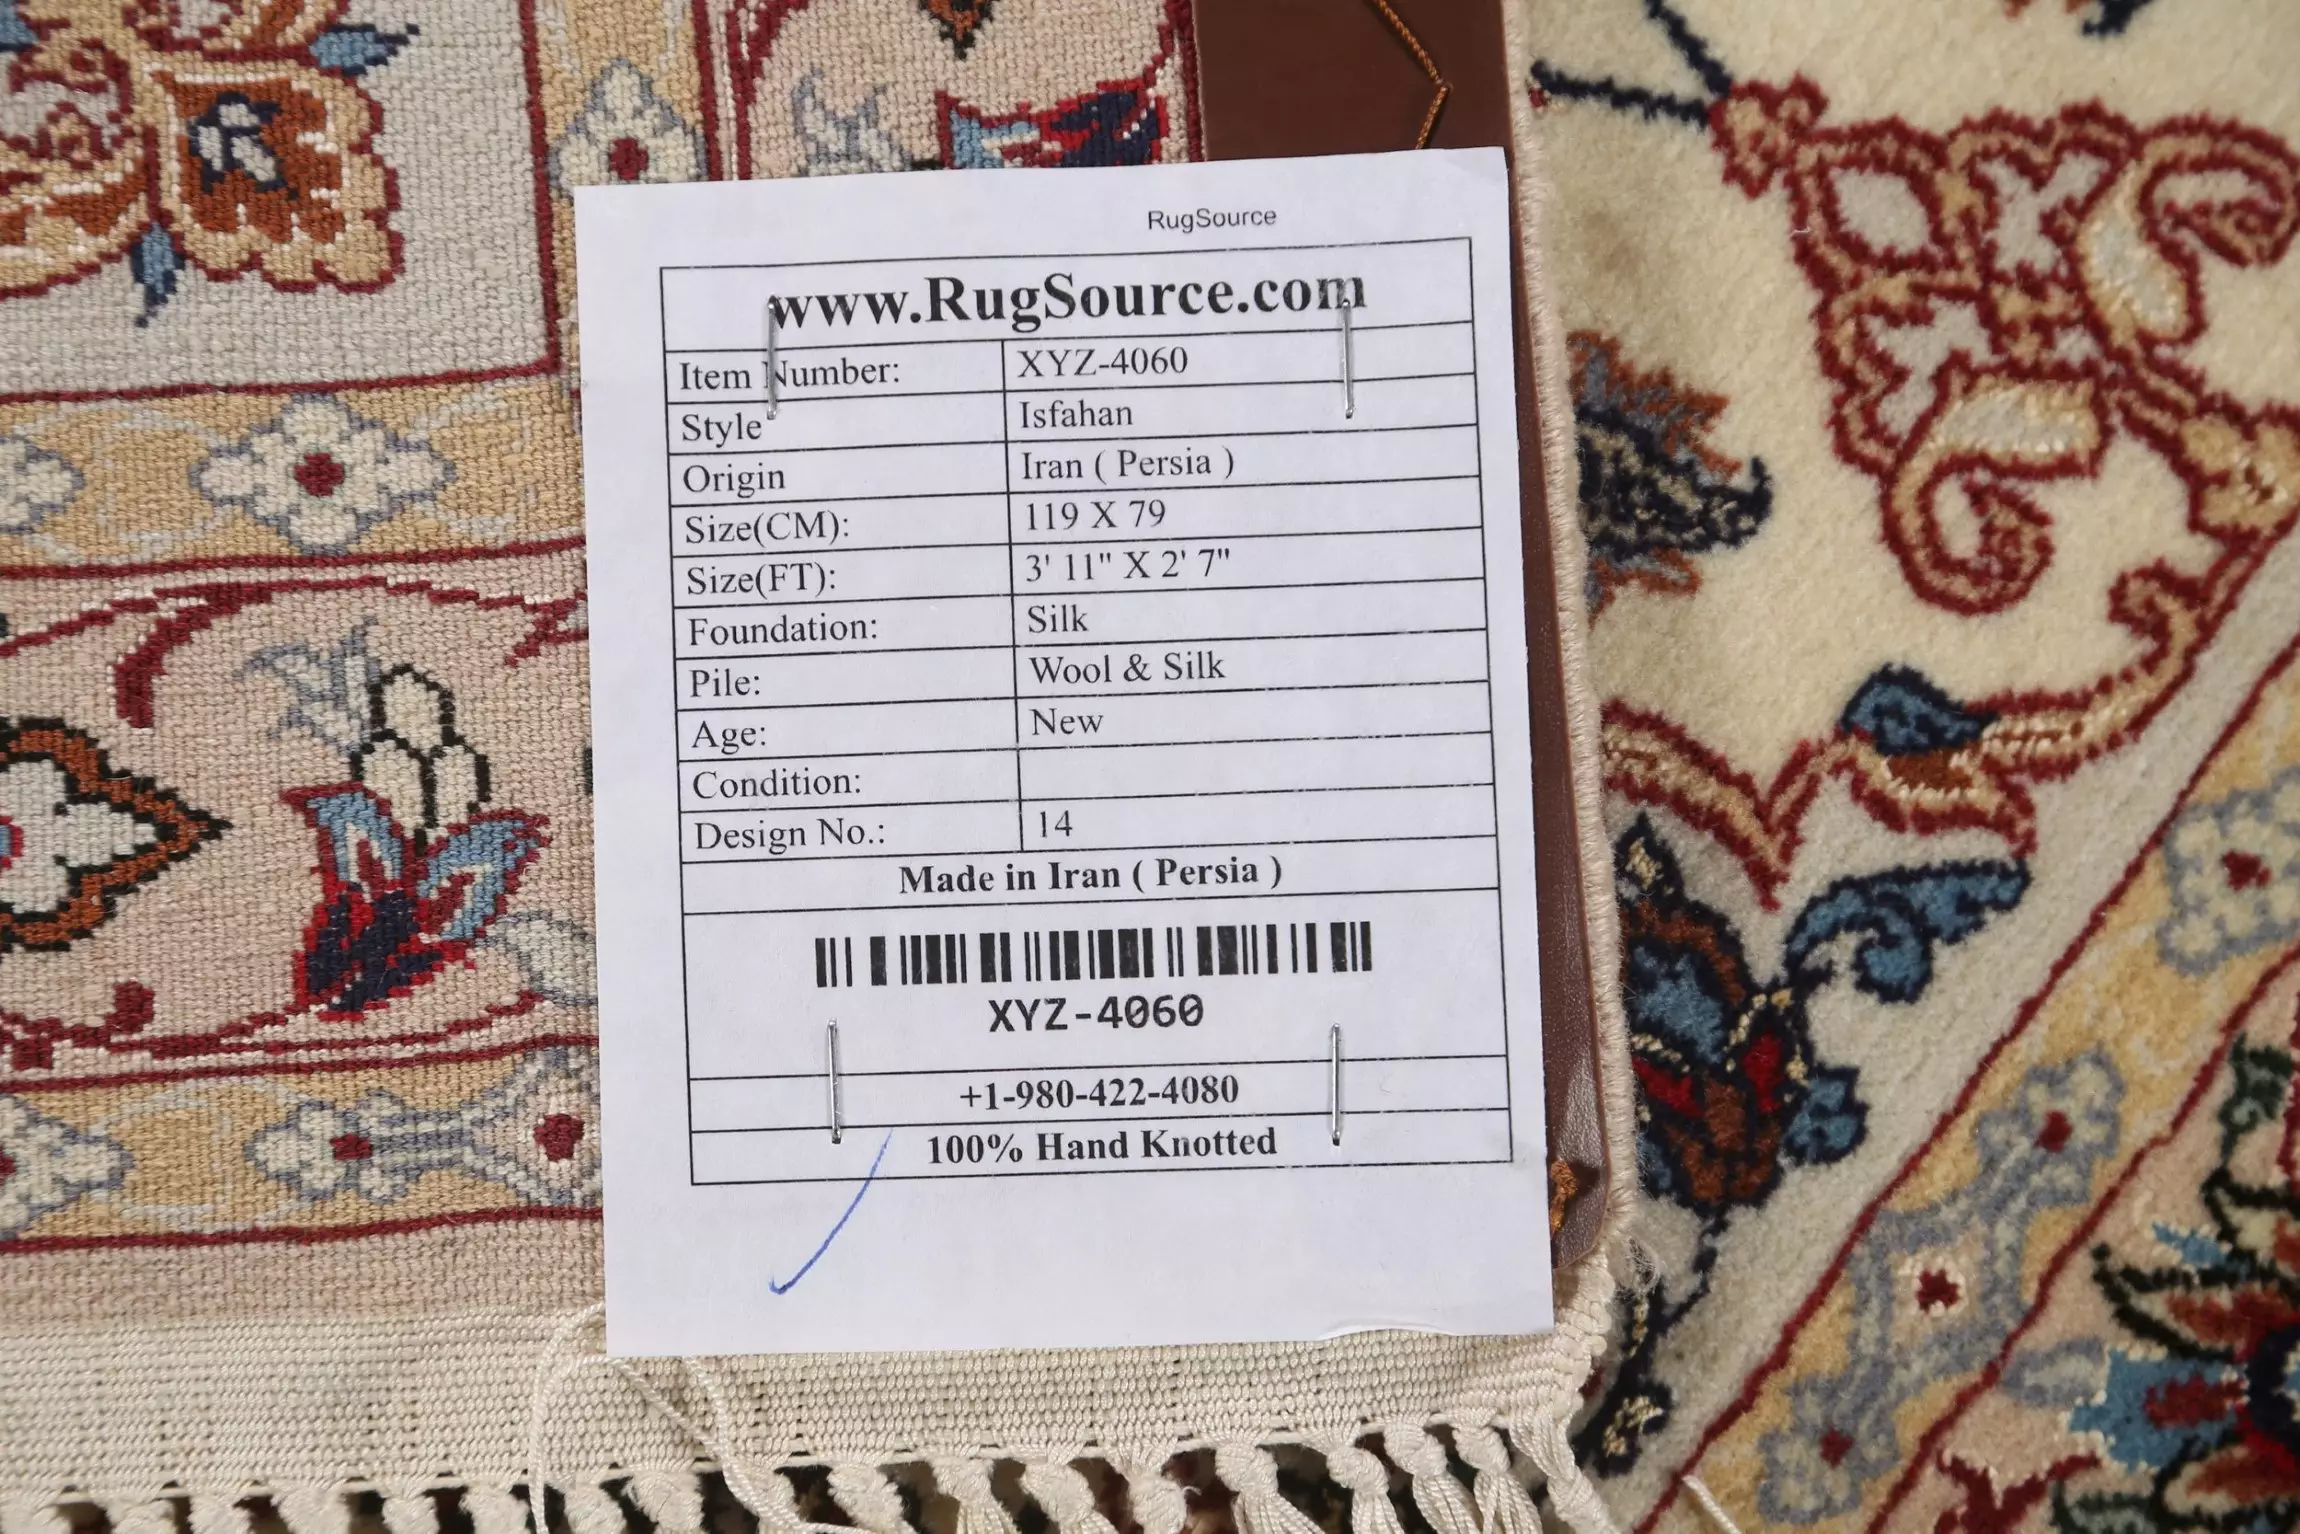 RugSource
www.RugSource.com
Item Number: XYZ-4060
Style Isfahan
Origin Iran ( Persia )
Size(CM): 119 X 79
Size(FT): 3' 11" X 2' 7"
Foundation: Silk
Pile: Wool & Silk
Age: New
Condition:
Design No.: 14
Made in Iran ( Persia )
XYZ-4060
+1-980-422-4080
100% Hand Knotted